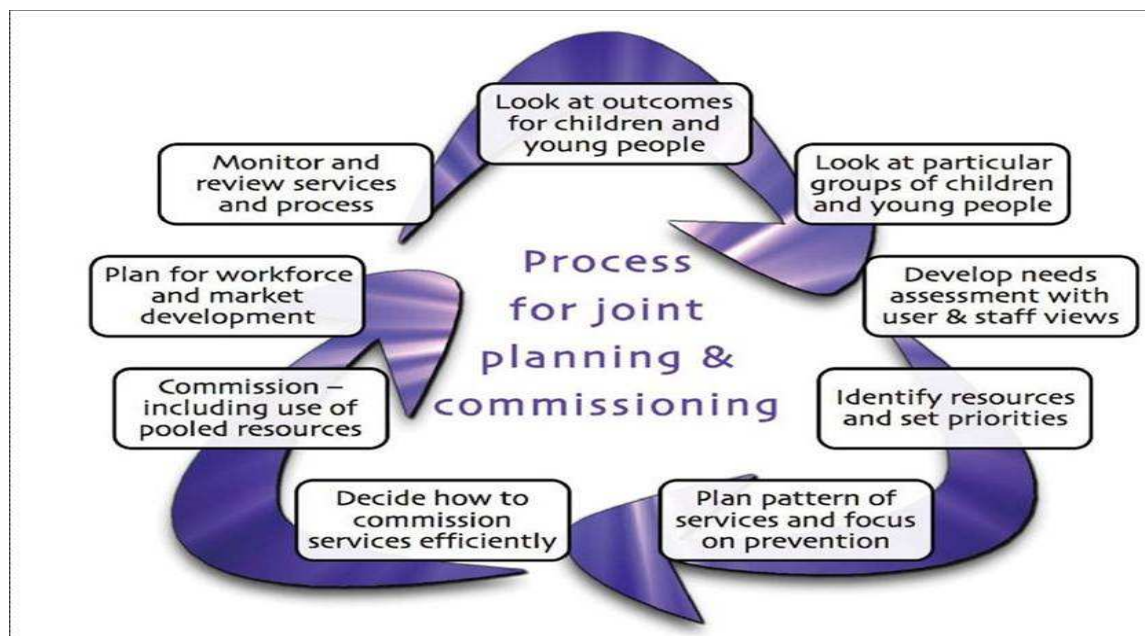 Look at outcomes
for children and
young people
Look at particular
groups of children
and young people
Develop needs
assessment with
user & staff views
Identify resources
and set priorities
Plan pattern of
services and focus
on prevention
Decide how to
commission
services efficiently
Commission –
including use of
pooled resources
Plan for workforce
and market
development
Monitor and
review services
and process
Process
for joint
planning &
commissioning